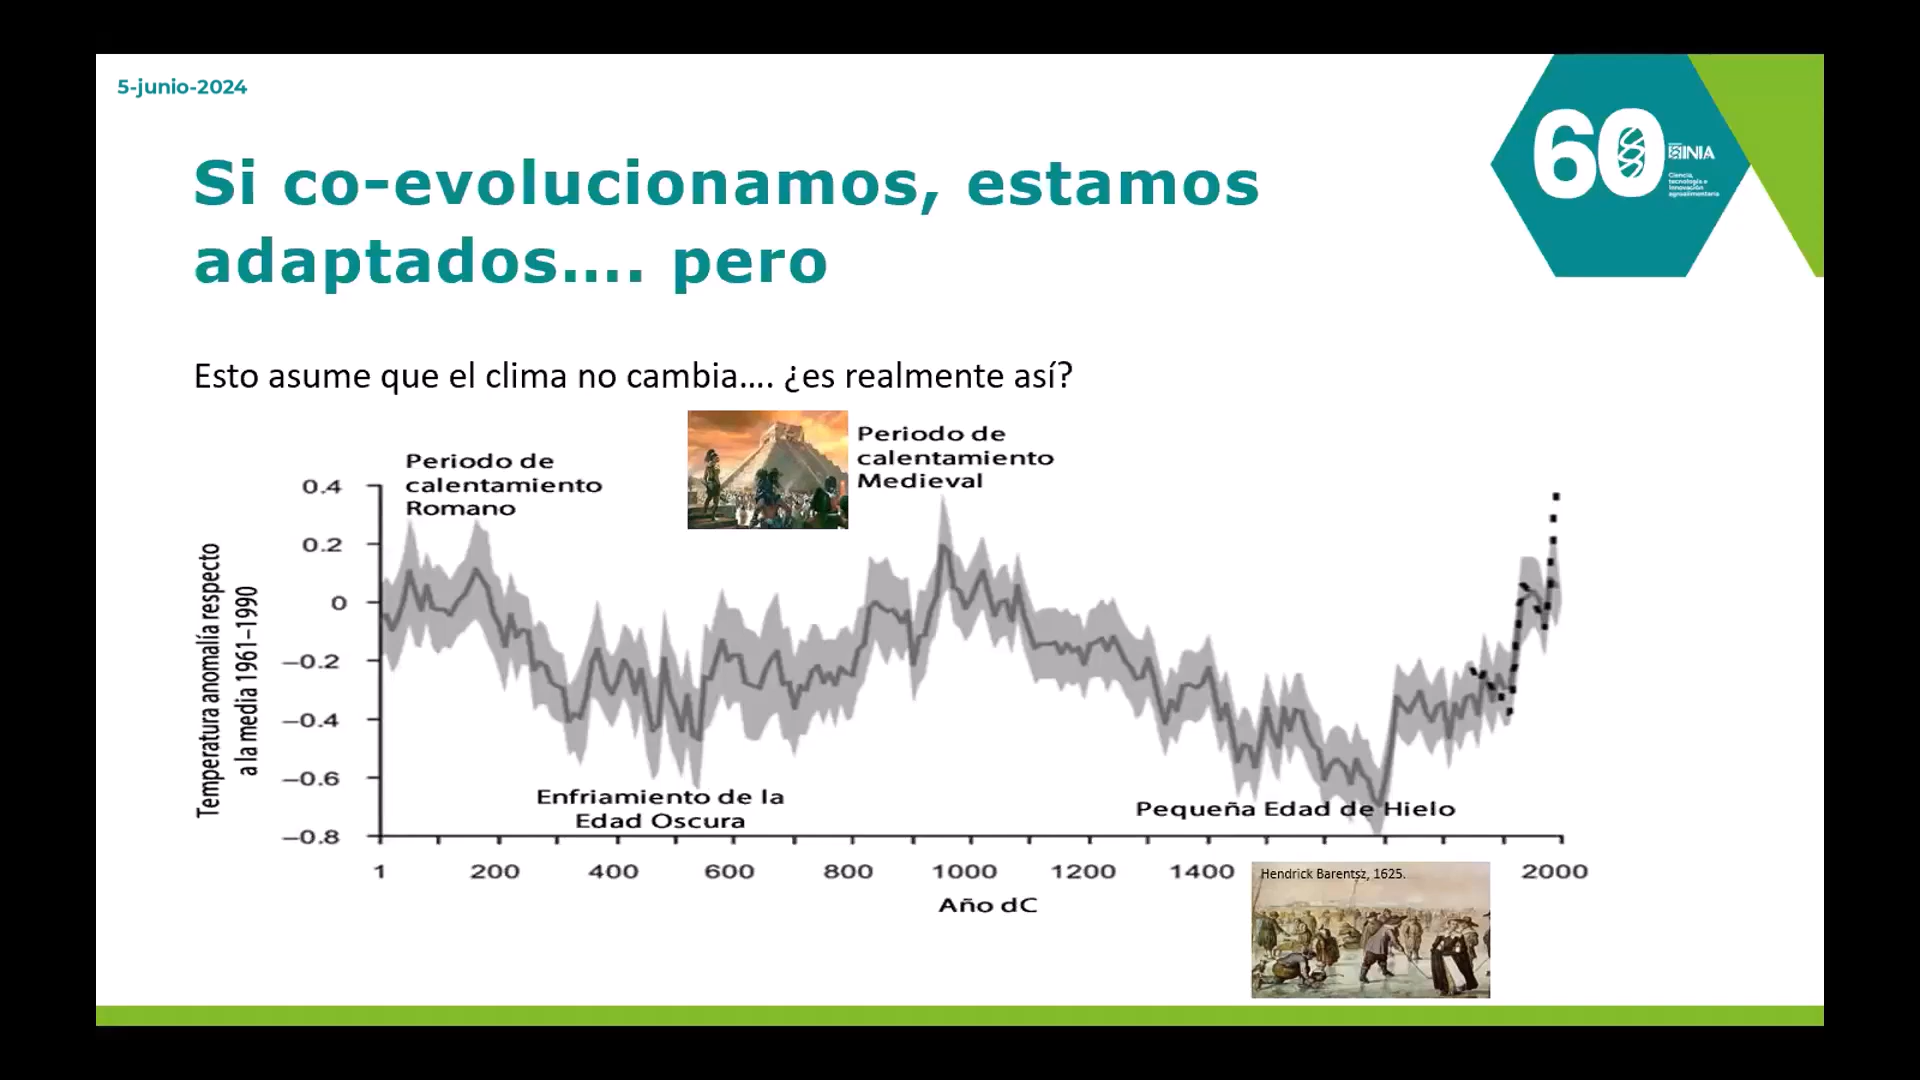 5-junio-2024
60
INIA
Ciencia,
tecnología e
innovación
agroalimentaria
Si co-evolucionamos, estamos
adaptados.... pero
Esto asume que el clima no cambia.... ¿es realmente así?
Periodo de
calentamiento
Romano
Periodo de
calentamiento
Medieval
Temperatura anomalía respecto
a la media 1961–1990
0.4
0.2
0
–0.2
–0.4
–0.6
–0.8
Enfriamiento de la
Edad Oscura
Pequeña Edad de Hielo
1 200 400 600 800 1000 1200 1400 2000
Año dC
Hendrick Barentsz, 1625.